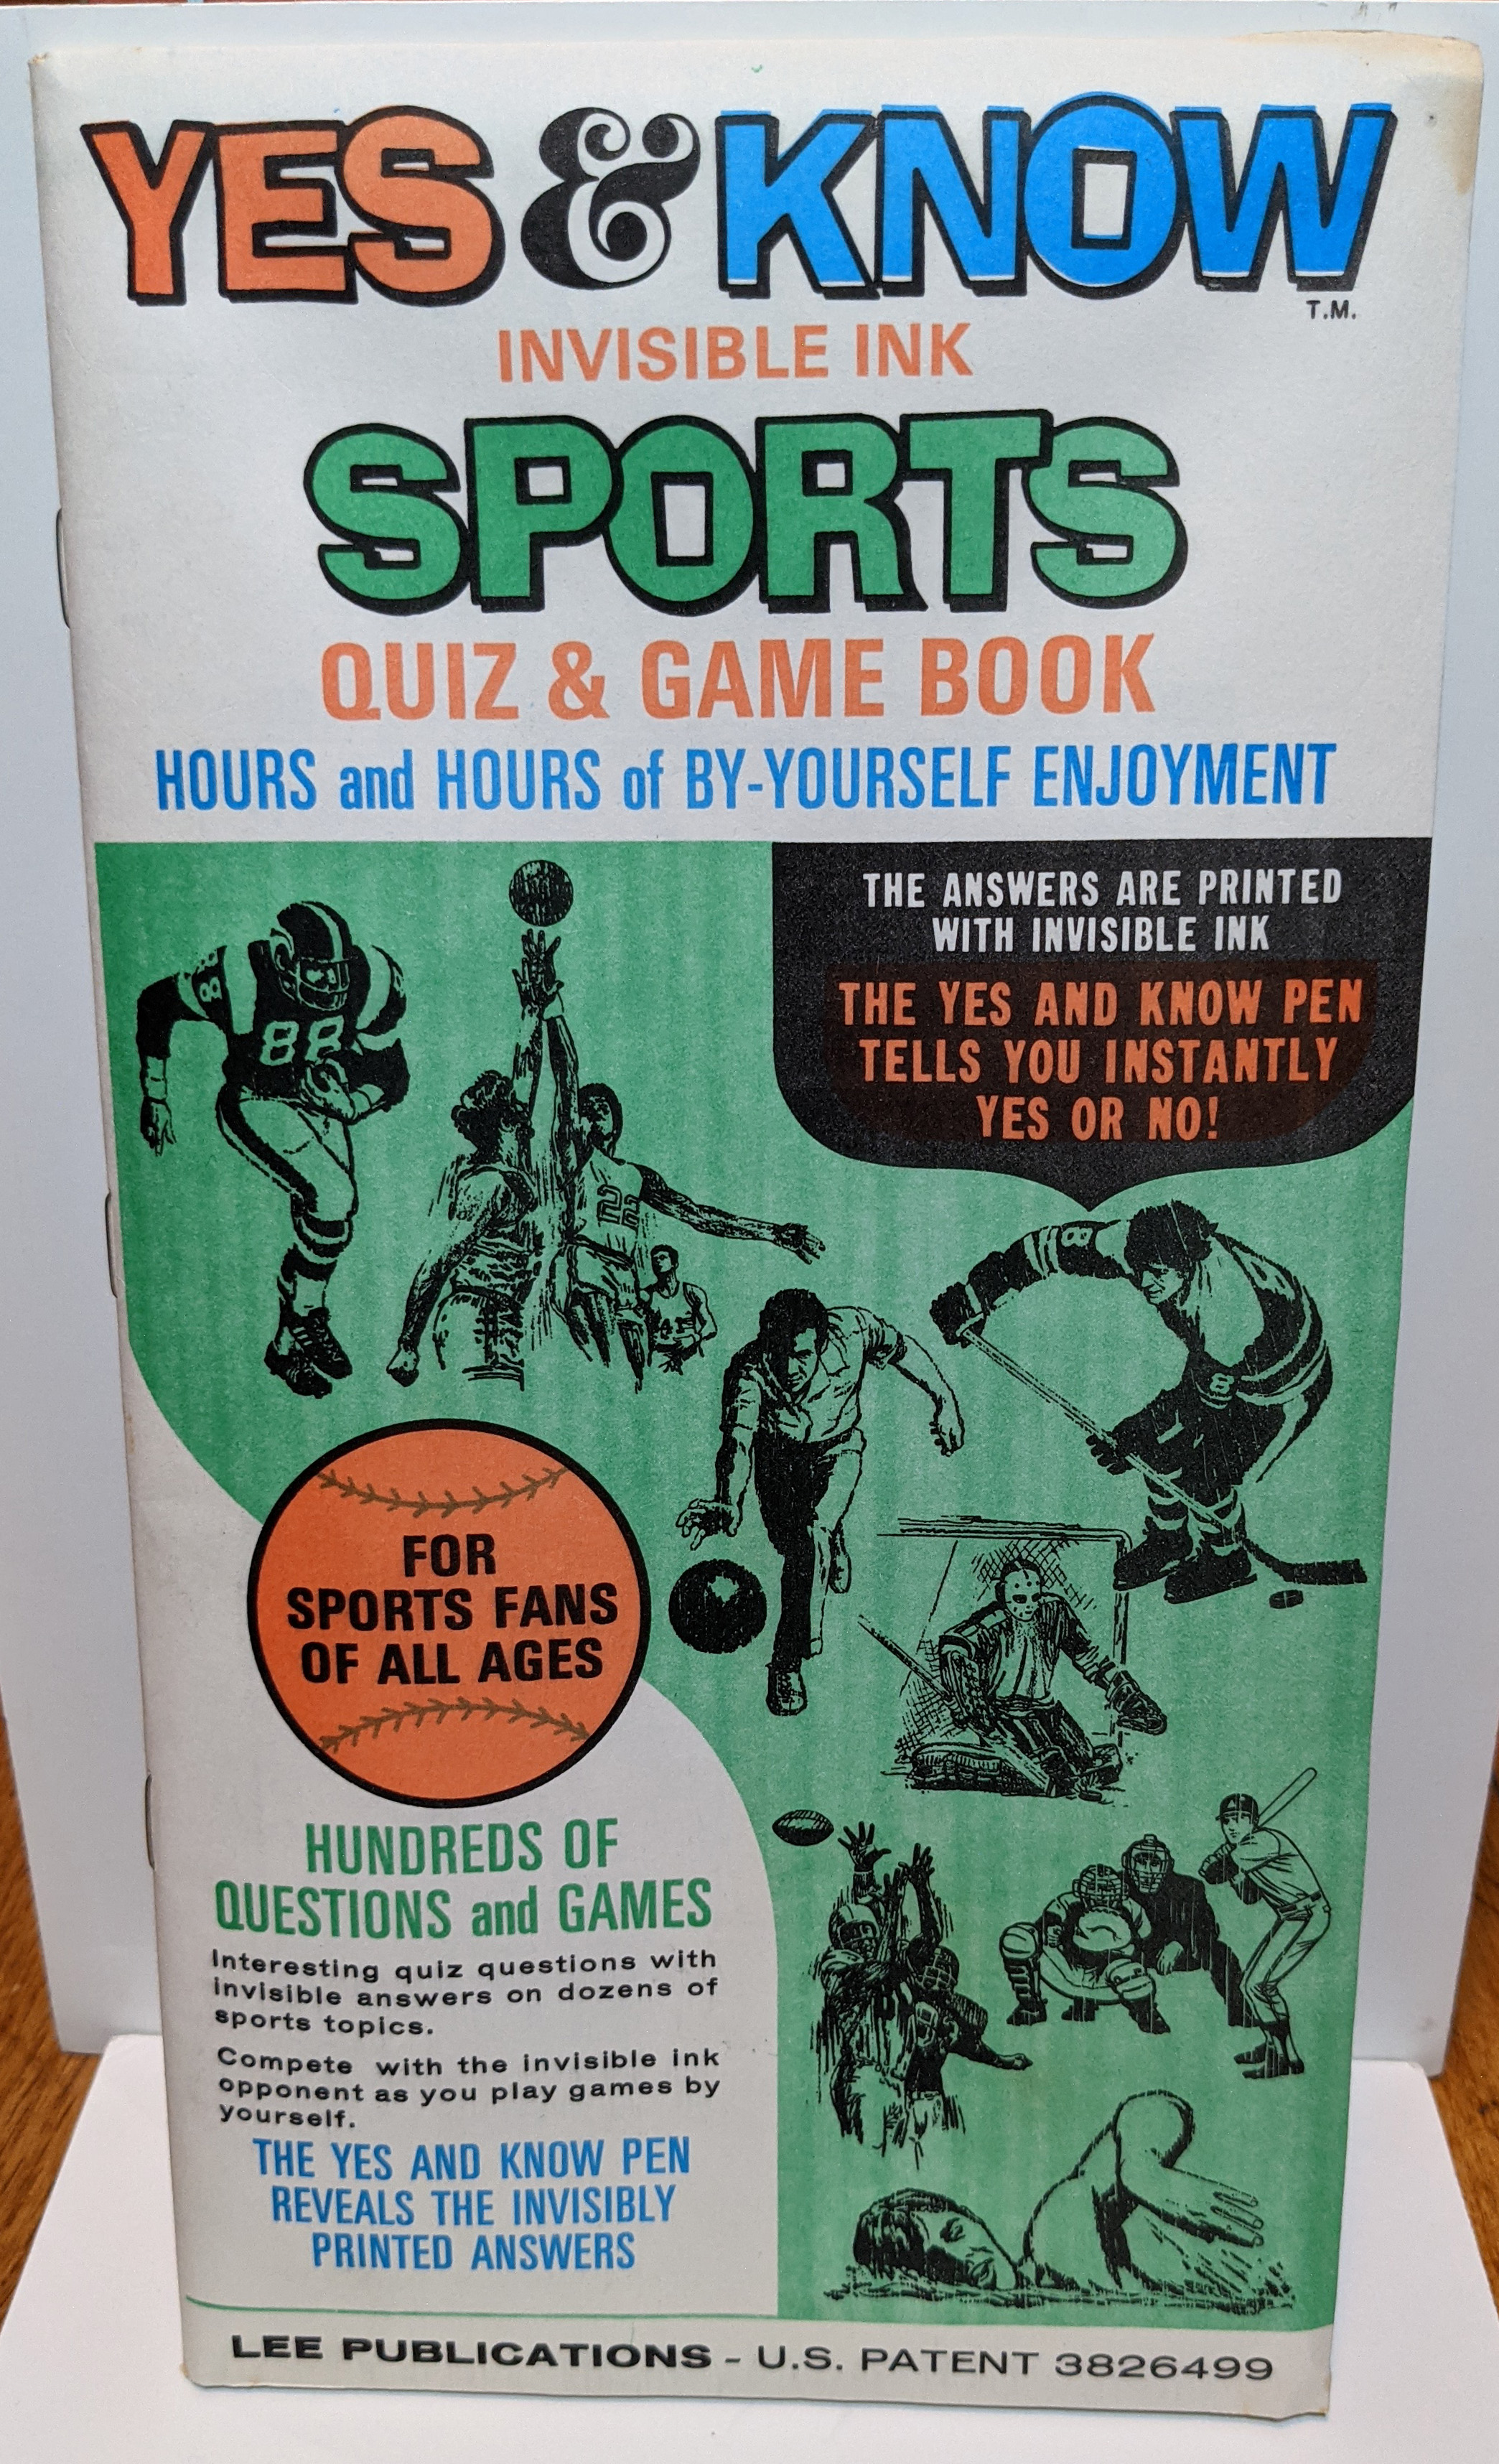 YES & KNOW
T.M.
INVISIBLE INK
SPORTS
QUIZ & GAME BOOK
HOURS and HOURS of BY-YOURSELF ENJOYMENT
THE ANSWERS ARE PRINTED
WITH INVISIBLE INK
THE YES AND KNOW PEN
TELLS YOU INSTANTLY
YES OR NO!
88
88
22
41
8
8
FOR
SPORTS FANS
OF ALL AGES
HUNDREDS OF
QUESTIONS and GAMES
Interesting quiz questions with
invisible answers on dozens of
sports topics.
Compete with the invisible ink
opponent as you play games by
yourself.
THE YES AND KNOW PEN
REVEALS THE INVISIBLY
PRINTED ANSWERS
LEE PUBLICATIONS - U.S. PATENT 3826499